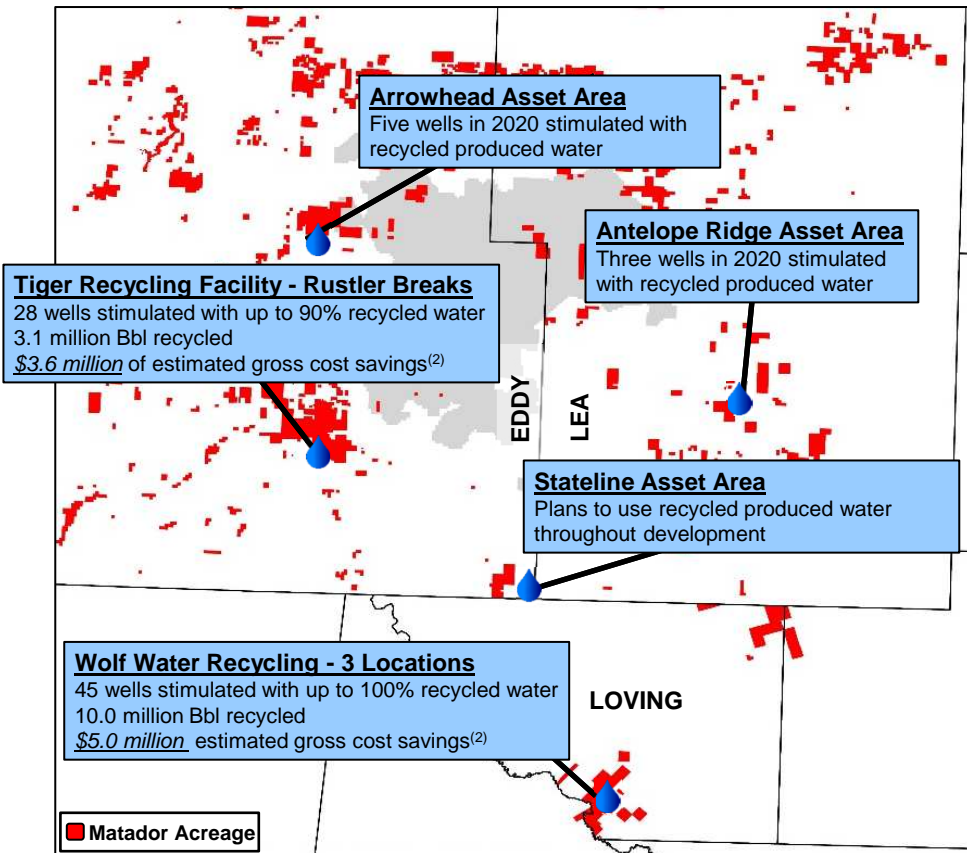 Arrowhead Asset Area
Five wells in 2020 stimulated with
recycled produced water
Antelope Ridge Asset Area
Three wells in 2020 stimulated
with recycled produced water
Tiger Recycling Facility - Rustler Breaks
28 wells stimulated with up to 90% recycled water
3.1 million Bbl recycled
$3.6 million of estimated gross cost savings(2)
EDDY
LEA
Stateline Asset Area
Plans to use recycled produced water
throughout development
Wolf Water Recycling - 3 Locations
45 wells stimulated with up to 100% recycled water
10.0 million Bbl recycled
$5.0 million estimated gross cost savings(2)
LOVING
Matador Acreage